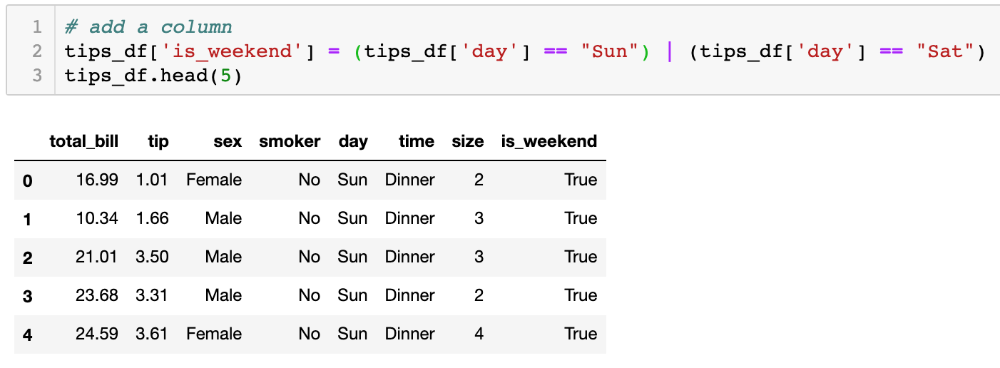 1 # add a column
2 tips_df['is_weekend'] = (tips_df['day'] == "Sun") | (tips_df['day'] == "Sat")
3 tips_df.head(5)
total_bill tip sex smoker day time size is_weekend
0 16.99 1.01 Female No Sun Dinner 2 True
1 10.34 1.66 Male No Sun Dinner 3 True
2 21.01 3.50 Male No Sun Dinner 3 True
3 23.68 3.31 Male No Sun Dinner 2 True
4 24.59 3.61 Female No Sun Dinner 4 True